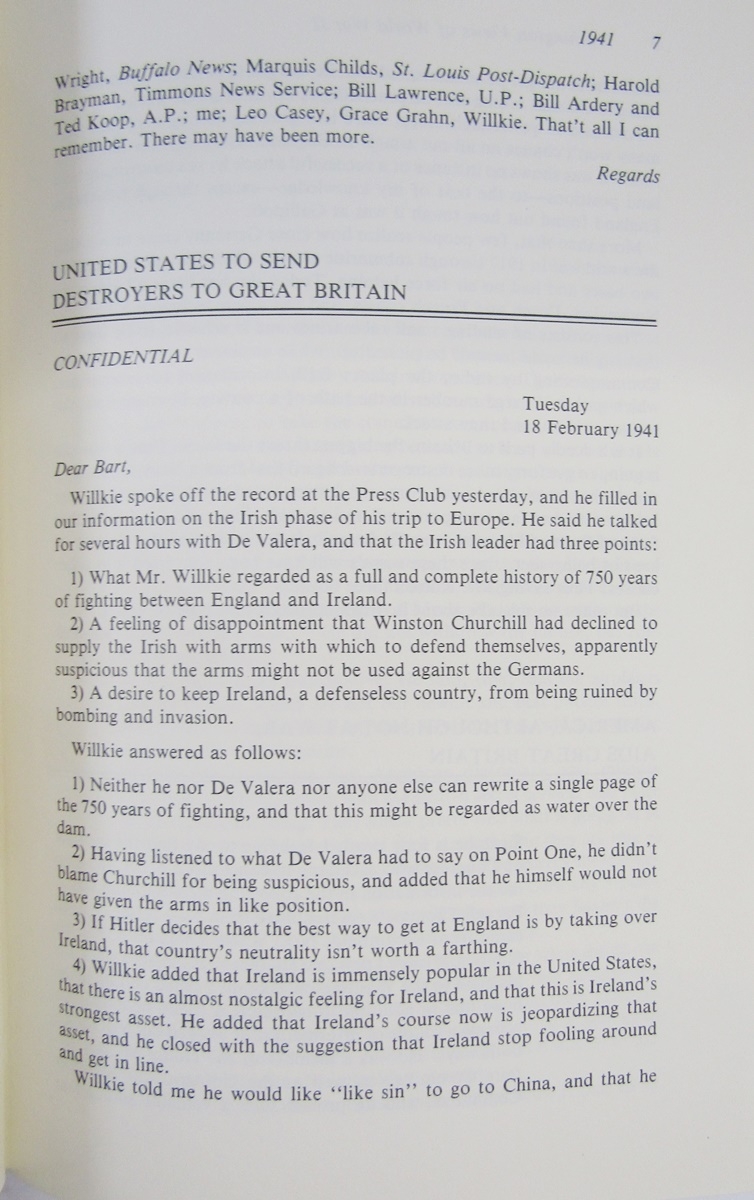 1941 7
Wright, Buffalo News; Marquis Childs, St. Louis Post-Dispatch; Harold
Brayman, Timmons News Service; Bill Lawrence, U.P.; Bill Ardery and
Ted Koop, A.P.; me; Leo Casey, Grace Grahn, Willkie. That's all I can
remember. There may have been more.
Regards
UNITED STATES TO SEND
DESTROYERS TO GREAT BRITAIN
CONFIDENTIAL
Tuesday
18 February 1941
Dear Bart,
Willkie spoke off the record at the Press Club yesterday, and he filled in
our information on the Irish phase of his trip to Europe. He said he talked
for several hours with De Valera, and that the Irish leader had three points:
1) What Mr. Willkie regarded as a full and complete history of 750 years
of fighting between England and Ireland.
2) A feeling of disappointment that Winston Churchill had declined to
supply the Irish with arms with which to defend themselves, apparently
suspicious that the arms might not be used against the Germans.
3) A desire to keep Ireland, a defenseless country, from being ruined by
bombing and invasion.
Willkie answered as follows:
1) Neither he nor De Valera nor anyone else can rewrite a single page of
the 750 years of fighting, and that this might be regarded as water over the
dam.
2) Having listened to what De Valera had to say on Point One, he didn't
blame Churchill for being suspicious, and added that he himself would not
have given the arms in like position.
3) If Hitler decides that the best way to get at England is by taking over
Ireland, that country's neutrality isn't worth a farthing.
4) Willkie added that Ireland is immensely popular in the United States,
that there is an almost nostalgic feeling for Ireland, and that this is Ireland's
strongest asset. He added that Ireland's course now is jeopardizing that
asset, and he closed with the suggestion that Ireland stop fooling around
and get in line.
Willkie told me he would like "like sin" to go to China, and that he